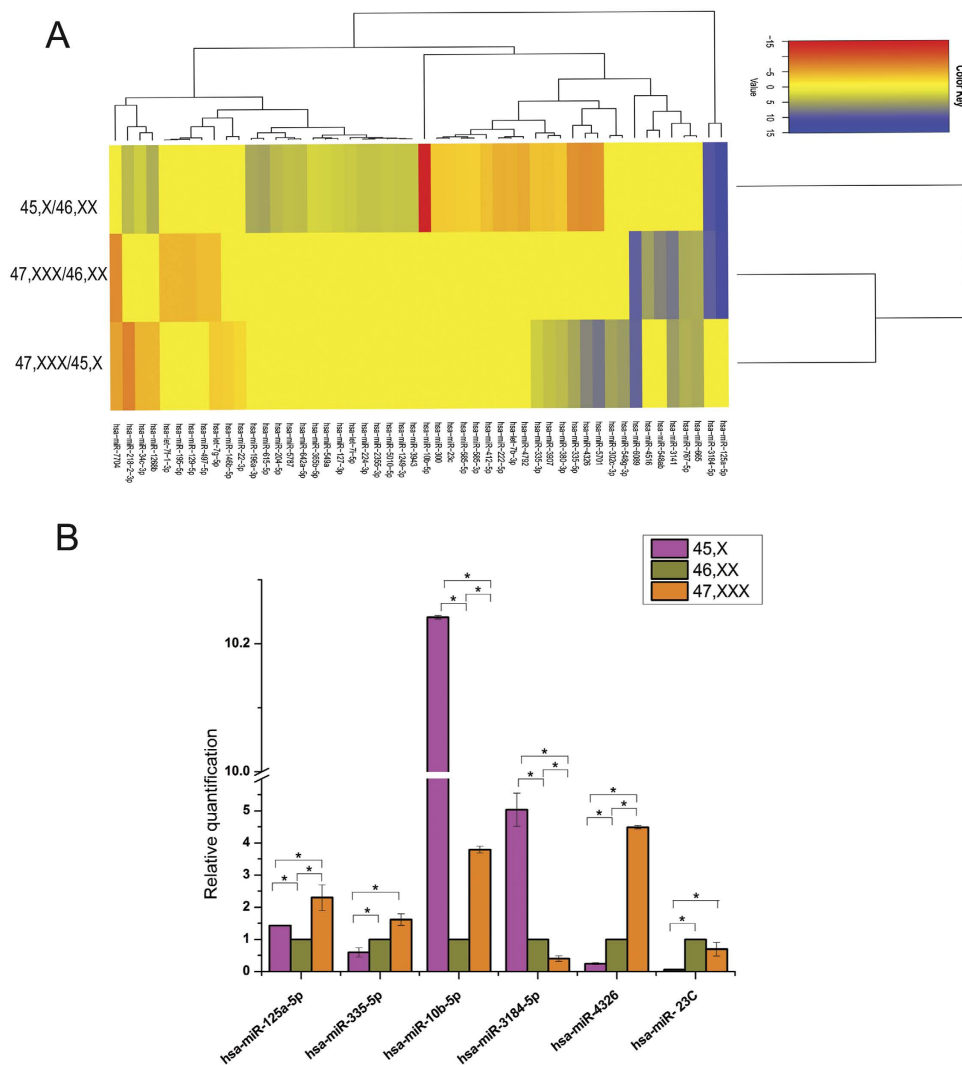 A
-15
-5
0
5
10
15
Value
Color Key
45,X/46,XX
47,XXX/46,XX
47,XXX/45,X
hsa-miR-7704
hsa-miR-218-2-3p
hsa-miR-34c-3p
hsa-miR-1268b
hsa-let-7f-1-3p
hsa-miR-195-5p
hsa-miR-129-5p
hsa-miR-497-5p
hsa-let-7g-5p
hsa-miR-146b-5p
hsa-miR-22-3p
hsa-miR-196a-3p
hsa-miR-615-5p
hsa-miR-204-5p
hsa-miR-5787
hsa-miR-642a-5p
hsa-miR-365b-5p
hsa-miR-549a
hsa-miR-127-3p
hsa-let-7f-5p
hsa-miR-224-3p
hsa-miR-2355-3p
hsa-miR-5010-5p
hsa-miR-1249-3p
hsa-miR-3943
hsa-miR-10b-5p
hsa-miR-300
hsa-miR-22c
hsa-miR-585-5p
hsa-miR-585-3p
hsa-miR-412-5p
hsa-miR-222-5p
hsa-let-7b-3p
hsa-miR-4792
hsa-miR-335-3p
hsa-miR-3907
hsa-miR-380-3p
hsa-miR-335-5p
hsa-miR-4326
hsa-miR-5701
hsa-miR-302c-3p
hsa-miR-548g-3p
hsa-miR-6089
hsa-miR-4516
hsa-miR-548ab
hsa-miR-3141
hsa-miR-767-5p
hsa-miR-665
hsa-miR-3184-5p
hsa-miR-125a-5p
B
45,X
46,XX
47,XXX
Relative quantification
10.2
10.0
5
4
3
2
1
0
* * *
* *
* * *
* * *
* * *
* *
hsa-miR-125a-5p
hsa-miR-335-5p
hsa-miR-10b-5p
hsa-miR-3184-5p
hsa-miR-4326
hsa-miR- 23C